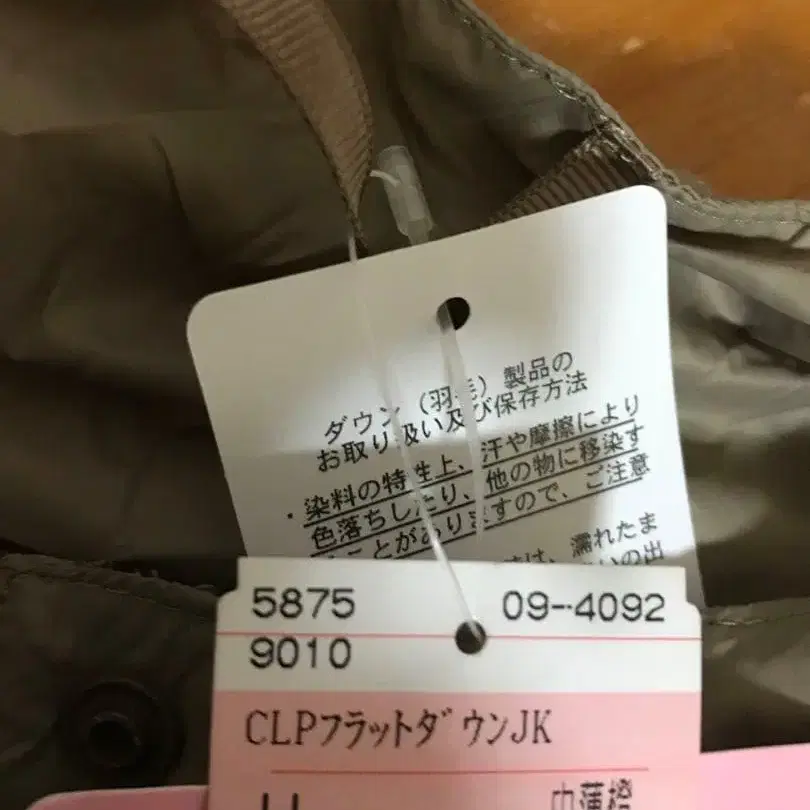 ダウン（羽毛）製品の
お取り扱い及び保存方法
・染料の特性上、汗や摩擦により
色落ちしたり、他の物に移染す
ことがありますので、ご注意
は、濡れたま
いの出
5875 09-4092
9010
CLPフラットダウンJK